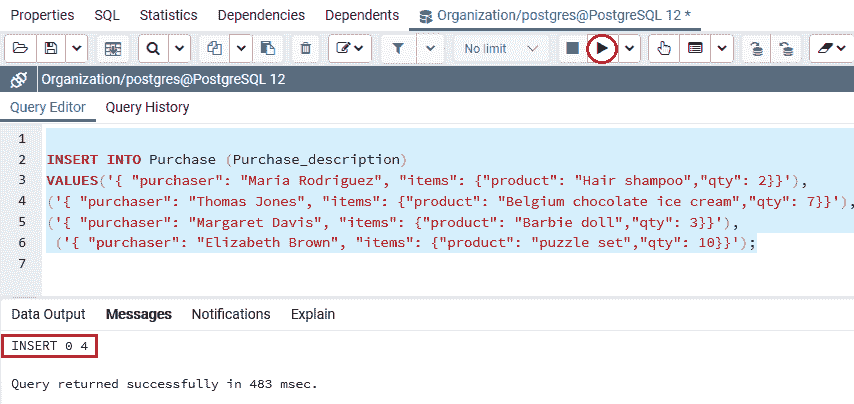 Properties SQL Statistics Dependencies Dependents Organization/postgres@PostgreSQL 12 *
No limit
Organization/postgres@PostgreSQL 12
Query Editor Query History
1
2 INSERT INTO Purchase (Purchase_description)
3 VALUES('{ "purchaser": "Maria Rodriguez", "items": {"product": "Hair shampoo","qty": 2}}'),
4 ('{ "purchaser": "Thomas Jones", "items": {"product": "Belgium chocolate ice cream","qty": 7}}'),
5 ('{ "purchaser": "Margaret Davis", "items": {"product": "Barbie doll","qty": 3}}'),
6 ('{ "purchaser": "Elizabeth Brown", "items": {"product": "puzzle set","qty": 10}}');
7
Data Output Messages Notifications Explain
INSERT 0 4
Query returned successfully in 483 msec.